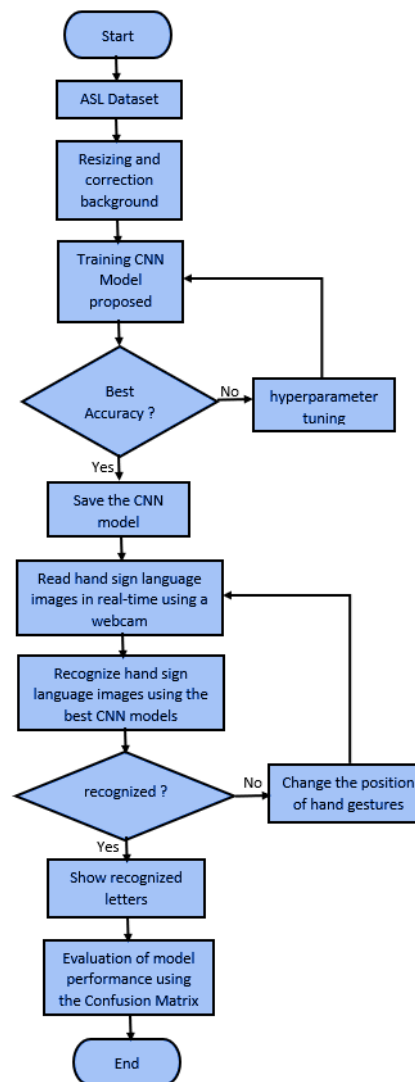 Start
ASL Dataset
Resizing and
correction
background
Training CNN
Model
proposed
Best
Accuracy ?
No
hyperparameter
tuning
Yes
Save the CNN
model
Read hand sign language
images in real-time using a
webcam
Recognize hand sign
language images using the
best CNN models
recognized ?
No
Change the position
of hand gestures
Yes
Show recognized
letters
Evaluation of model
performance using
the Confusion Matrix
End